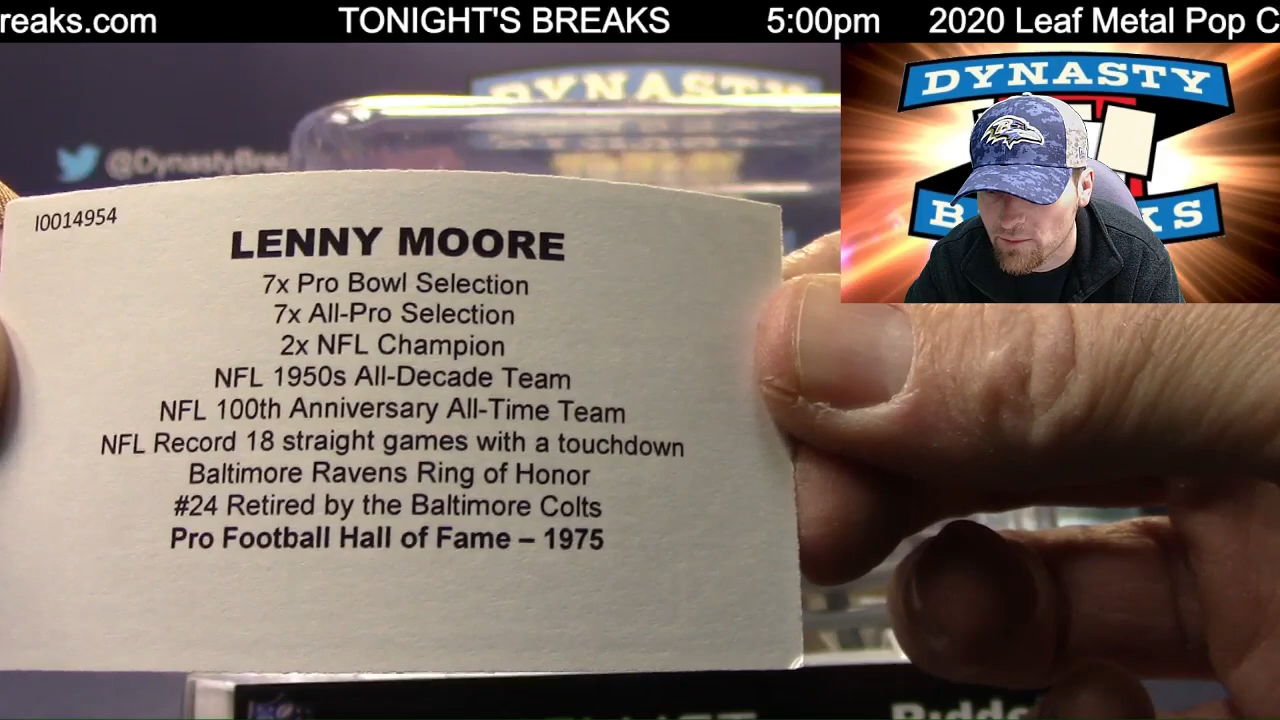 reaks.com TONIGHT'S BREAKS 5:00pm 2020 Leaf Metal Pop C
DYNASTY
DYNASTY
@DynastyBrea
I0014954
LENNY MOORE
7x Pro Bowl Selection
7x All-Pro Selection
2x NFL Champion
NFL 1950s All-Decade Team
NFL 100th Anniversary All-Time Team
NFL Record 18 straight games with a touchdown
Baltimore Ravens Ring of Honor
#24 Retired by the Baltimore Colts
Pro Football Hall of Fame – 1975